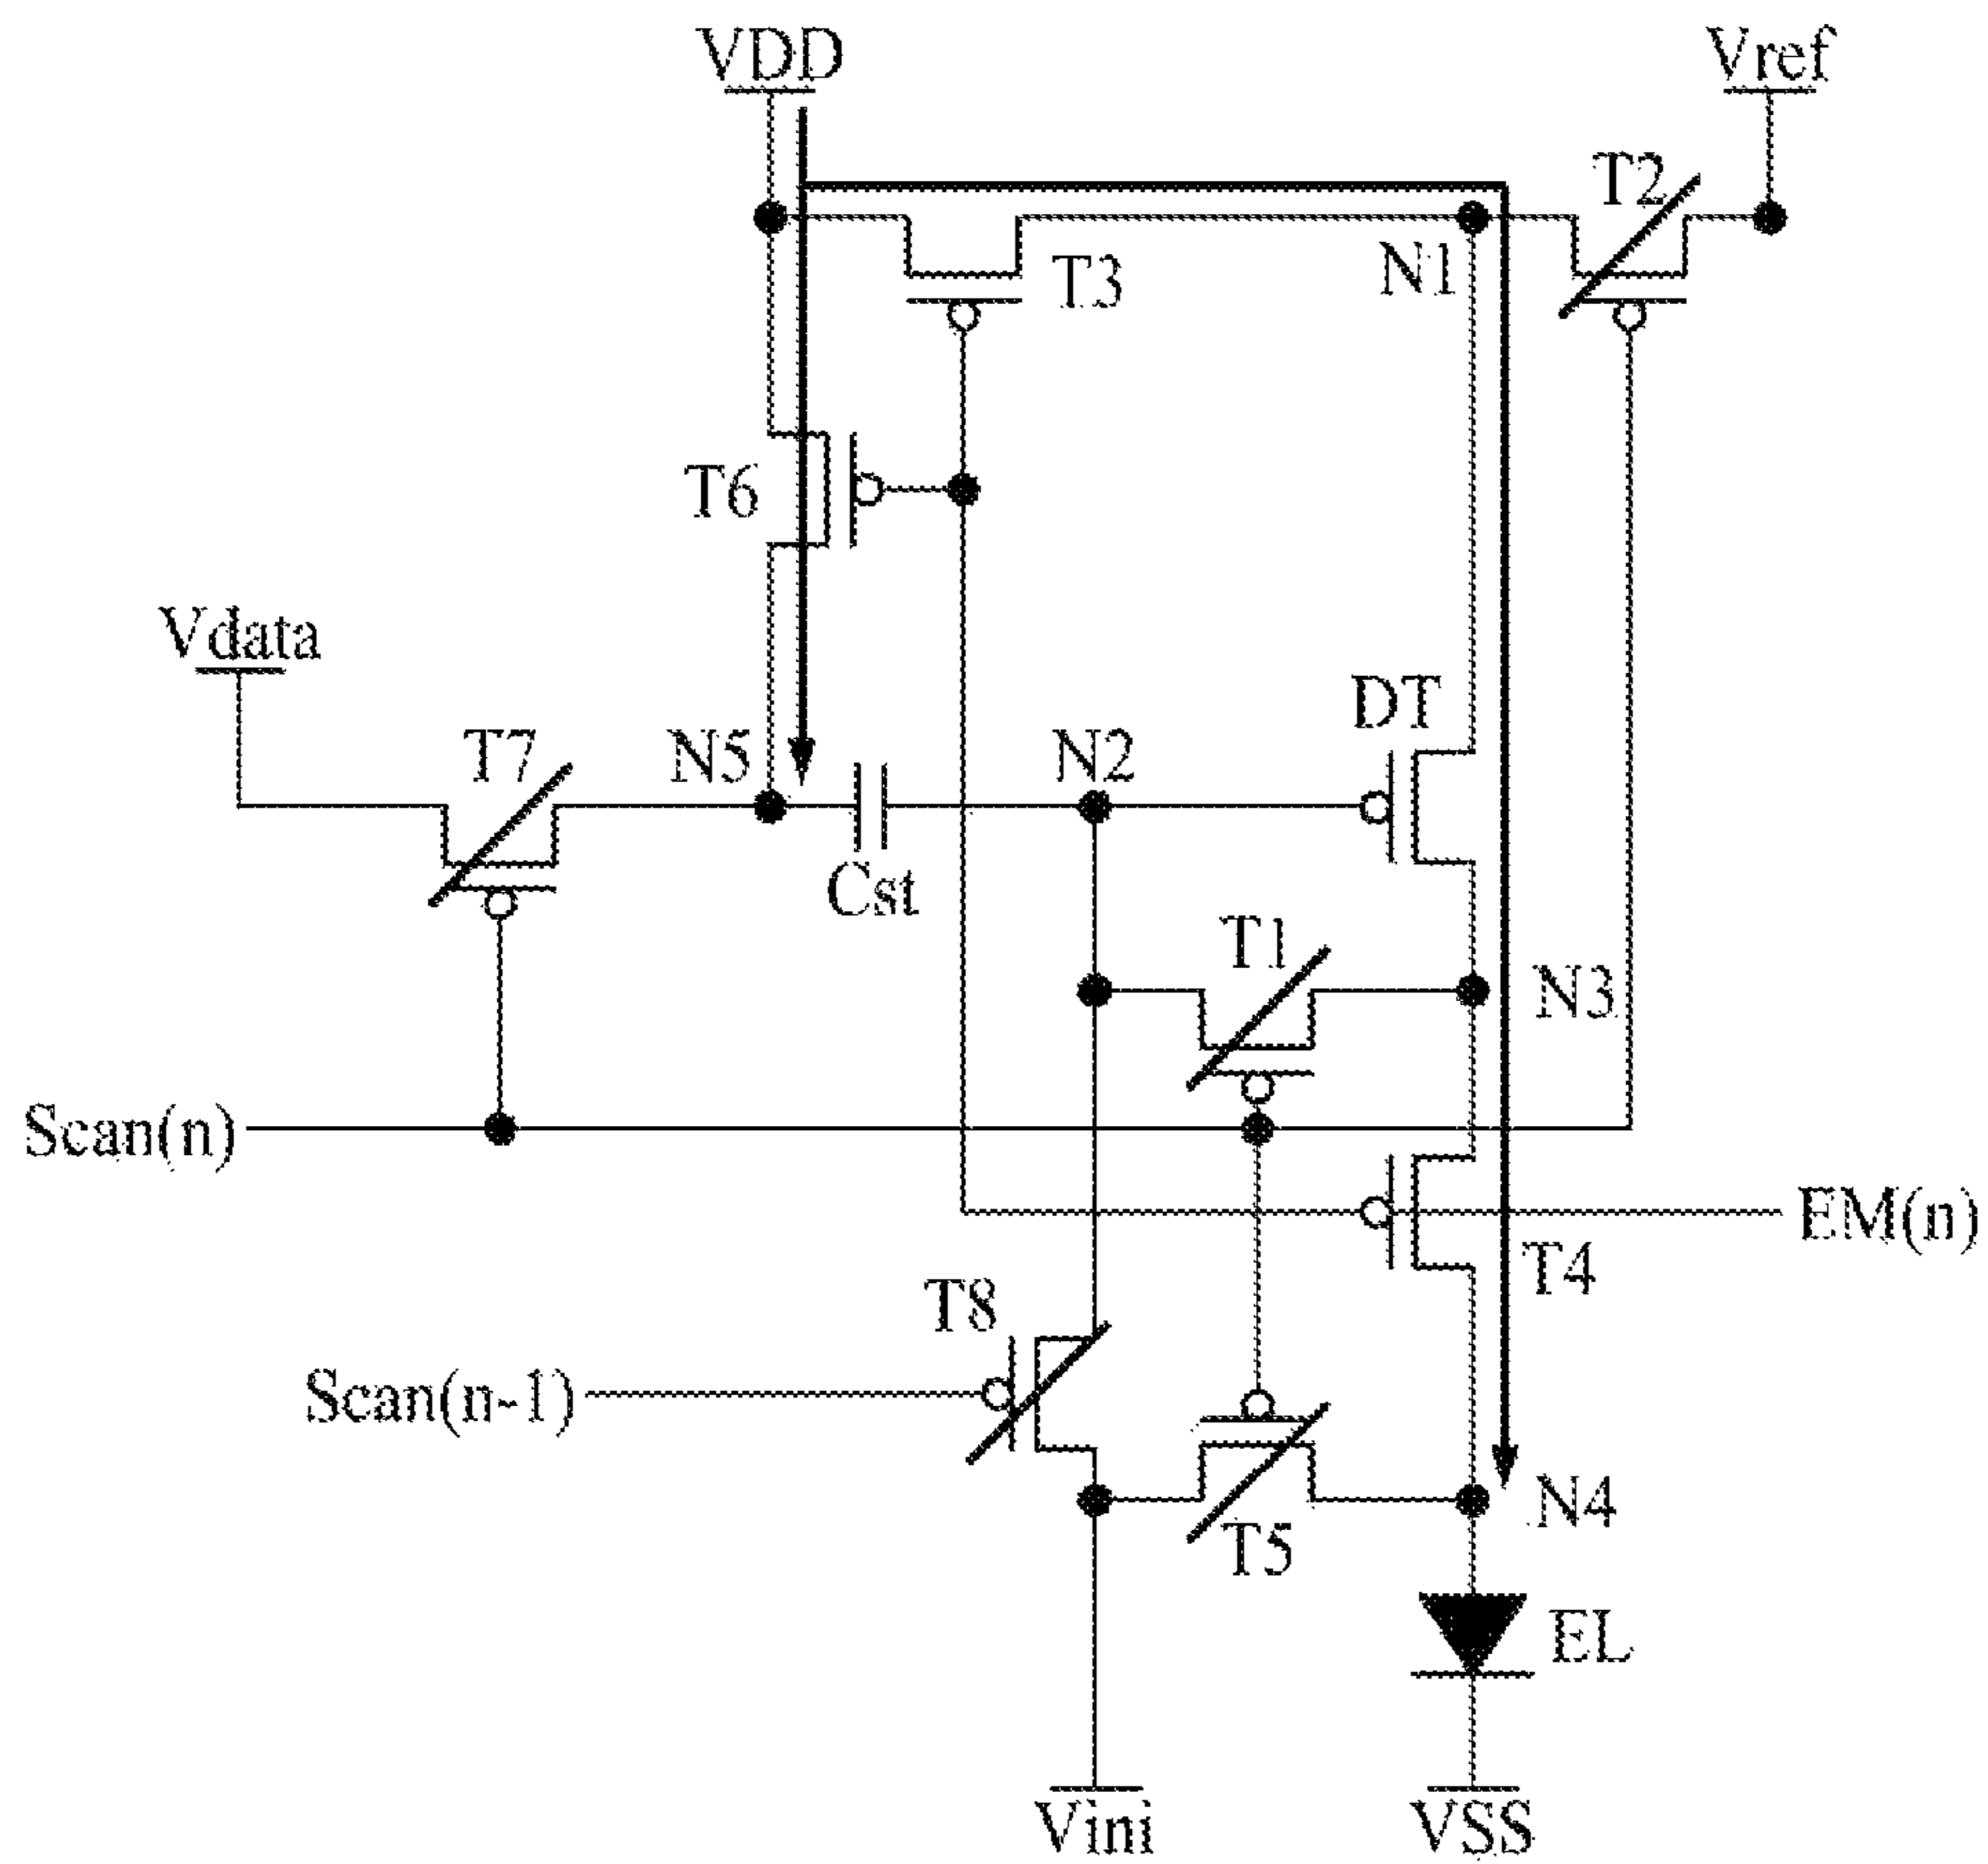 VDD
Vref
T2
T3
N1
T6
Vdata
DT
T7
N5
N2
Cst
T1
N3
Scan(n)
EM(n)
T4
T8
Scan(n-1)
N4
T5
EL
Vini
VSS